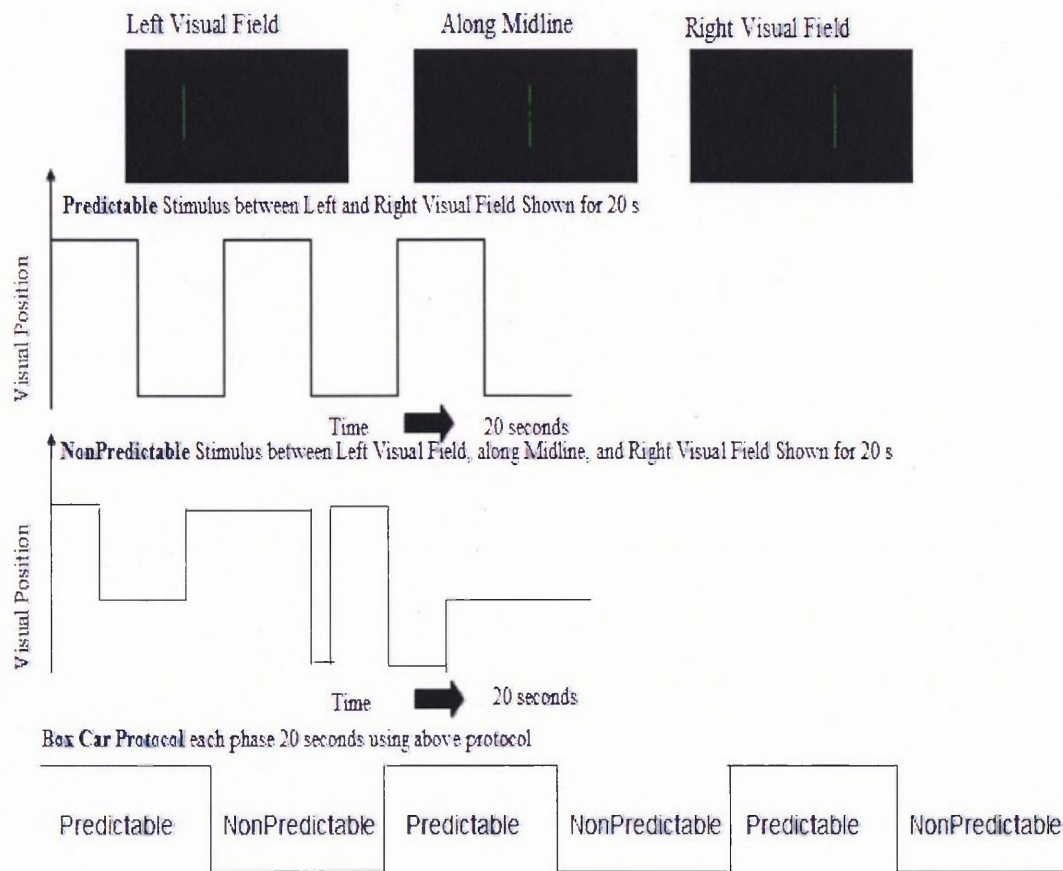 Left Visual Field
Along Midline
Right Visual Field
Predictable Stimulus between Left and Right Visual Field Shown for 20 s
Visual Position
Time
20 seconds
NonPredictable Stimulus between Left Visual Field, along Midline, and Right Visual Field Shown for 20 s
Visual Position
Time
20 seconds
Box Car Protocol each phase 20 seconds using above protocol
Predictable
NonPredictable
Predictable
NonPredictable
Predictable
NonPredictable